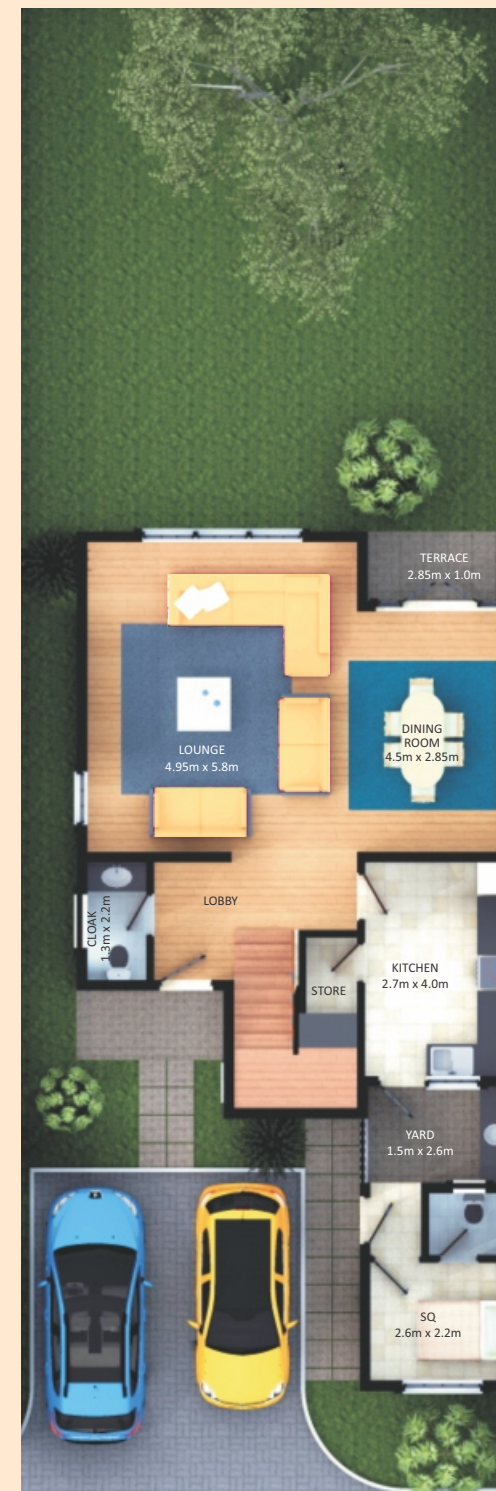 TERRACE
2.85m x 1.0m
DINING
ROOM
4.5m x 2.85m
LOUNGE
4.95m x 5.8m
LOBBY
CLOAK
1.3m x 2.2m
KITCHEN
2.7m x 4.0m
STORE
YARD
1.5m x 2.6m
SQ
2.6m x 2.2m